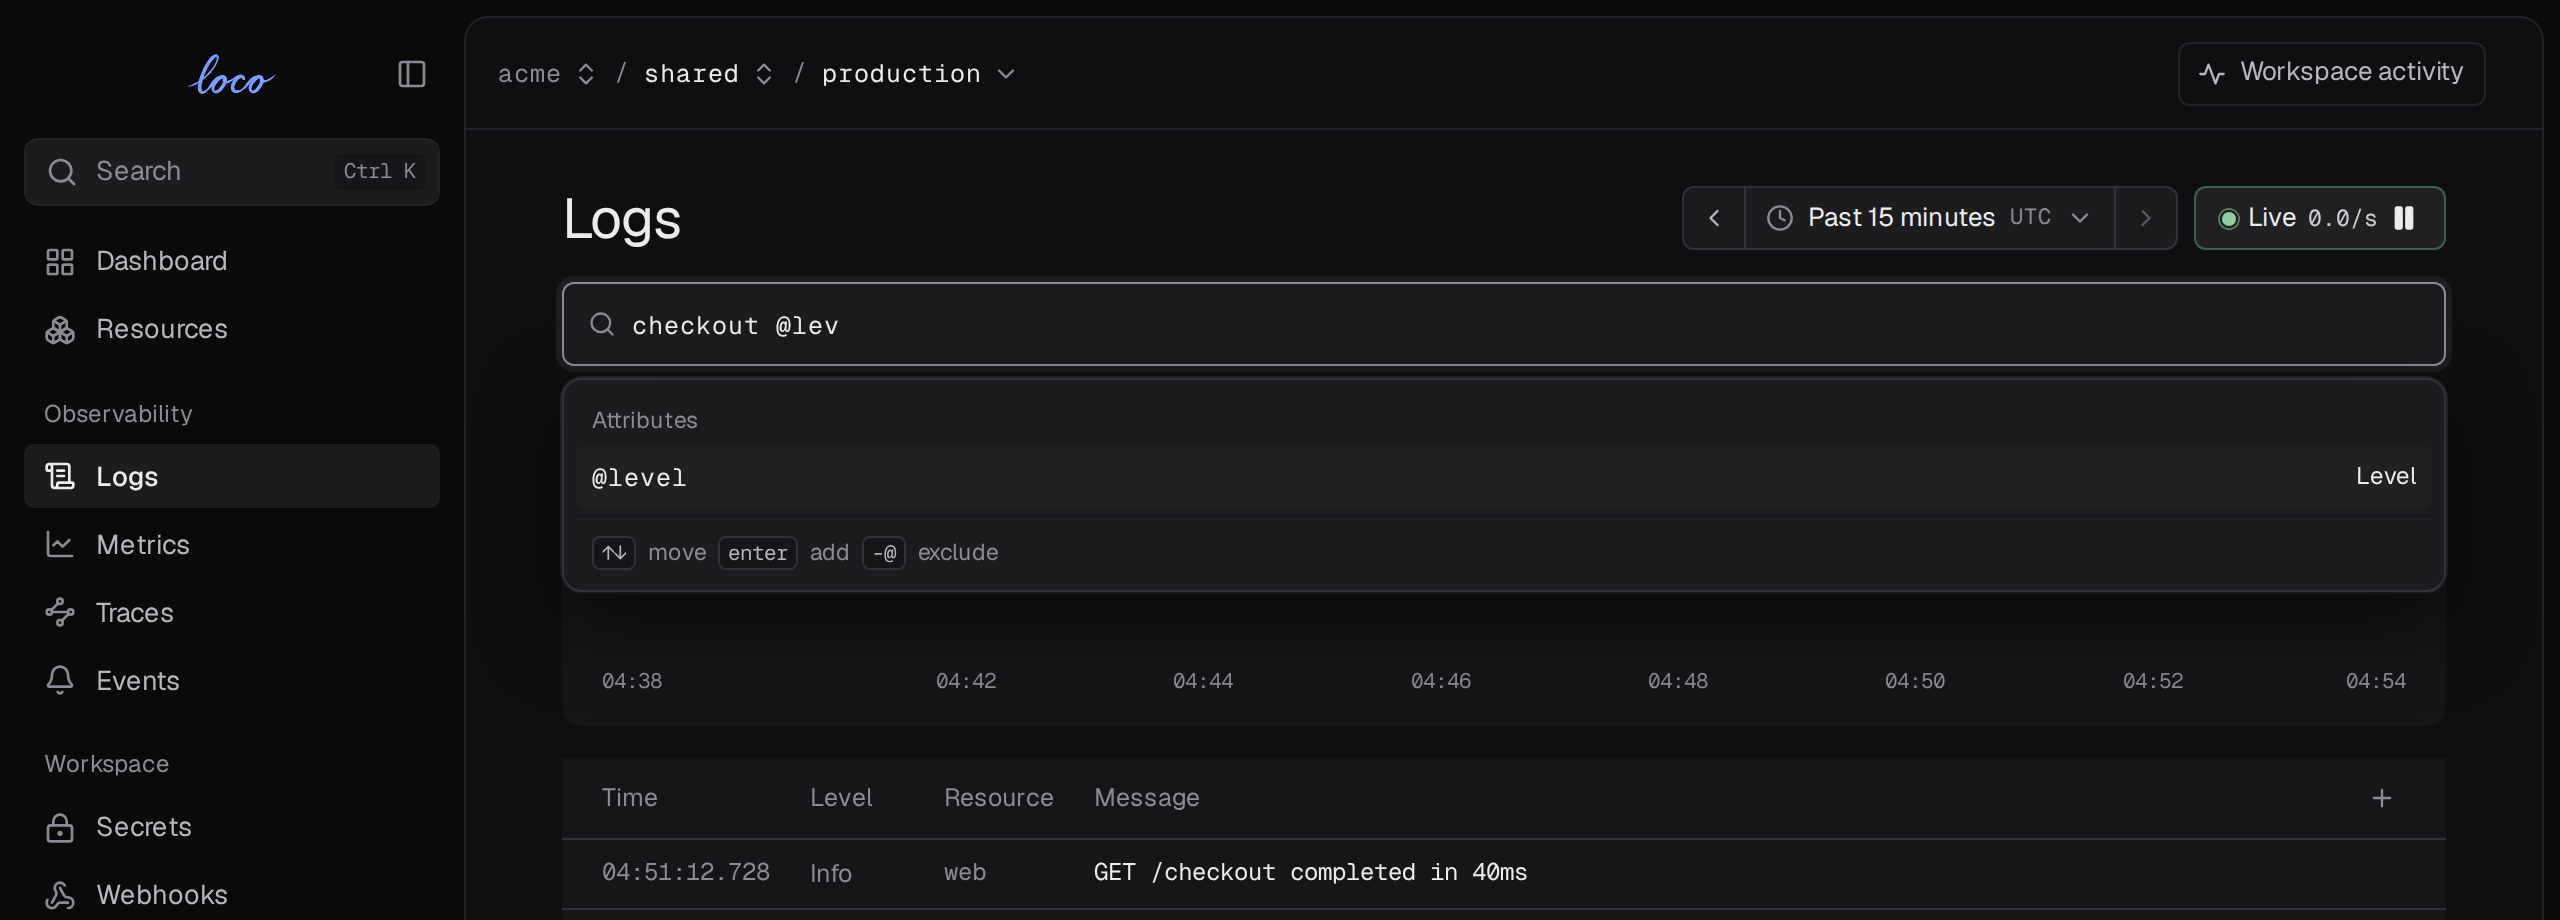 loco
Search Ctrl K
Dashboard
Resources
Observability
Logs
Metrics
Traces
Events
Workspace
Secrets
Webhooks
acme / shared / production
Workspace activity
Logs
Past 15 minutes UTC
Live 0.0/s
checkout @lev
Attributes
@level Level
↑↓ move enter add -@ exclude
04:38 04:42 04:44 04:46 04:48 04:50 04:52 04:54
Time Level Resource Message
04:51:12.728 Info web GET /checkout completed in 40ms